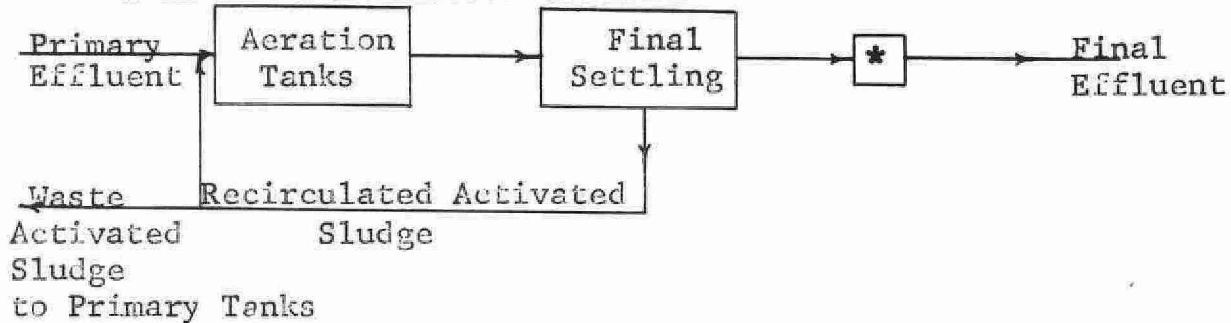 Primary
Effluent
Aeration
Tanks
Final
Settling
*
Final
Effluent
Waste
Activated
Sludge
to Primary Tanks
Recirculated Activated
Sludge